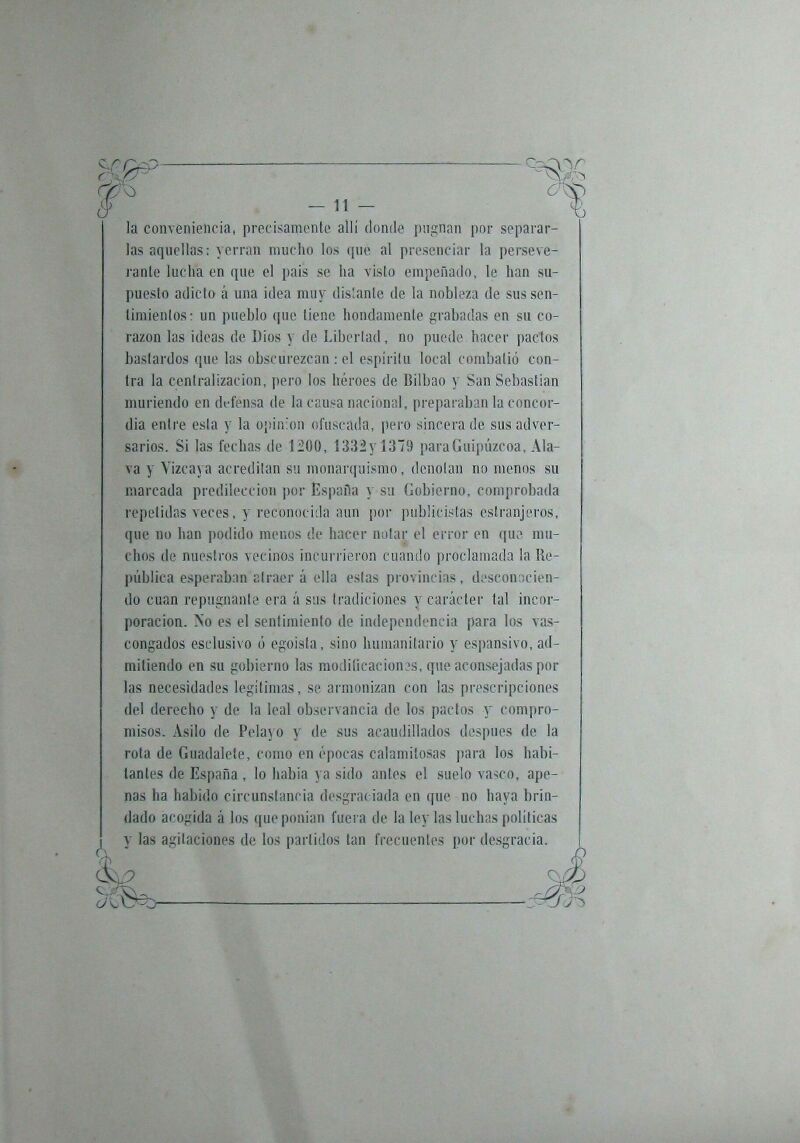 — 11 —
la conveniencia, precisamente allí donde pugnan por separar-
las aquellas: yerran mucho los que al presenciar la perseve-
rante lucha en que el pais se ha visto empeñado, le han su-
puesto adicto á una idea muy distante de la nobleza de sus sen-
timientos: un pueblo que tiene hondamente grabadas en su co-
razon las ideas de Dios y de Libertad, no puede hacer pactos
bastardos que las obscurezcan : el espíritu local combatió con-
tra la centralizacion, pero los héroes de Bilbao y San Sebastian
muriendo en defensa de la causa nacional, preparaban la concor-
dia entre esta y la opinion ofuscada, pero sincera de sus adver-
sarios. Si las fechas de 1200, 1332 y 1379 para Guipúzcoa, Ala-
va y Vizcaya acreditan su monarquismo, denotan no menos su
marcada predileccion por España y su Gobierno, comprobada
repetidas veces, y reconocida aun por publicistas estranjeros,
que no han podido menos de hacer notar el error en que mu-
chos de nuestros vecinos incurrieron cuando proclamada la Re-
pública esperaban atraer á ella estas provincias, desconocien-
do cuan repugnante era á sus tradiciones y carácter tal incor-
poracion. No es el sentimiento de independencia para los vas-
congados esclusivo ó egoista, sino humanitario y espansivo, ad-
mitiendo en su gobierno las modificaciones, que aconsejadas por
las necesidades legítimas, se armonizan con las prescripciones
del derecho y de la leal observancia de los pactos y compro-
misos. Asilo de Pelayo y de sus acaudillados despues de la
rota de Guadalete, como en épocas calamitosas para los habi-
tantes de España , lo habia ya sido antes el suelo vasco, ape-
nas ha habido circunstancia desgraciada en que no haya brin-
dado acogida á los que ponian fuera de la ley las luchas políticas
y las agitaciones de los partidos tan frecuentes por desgracia.